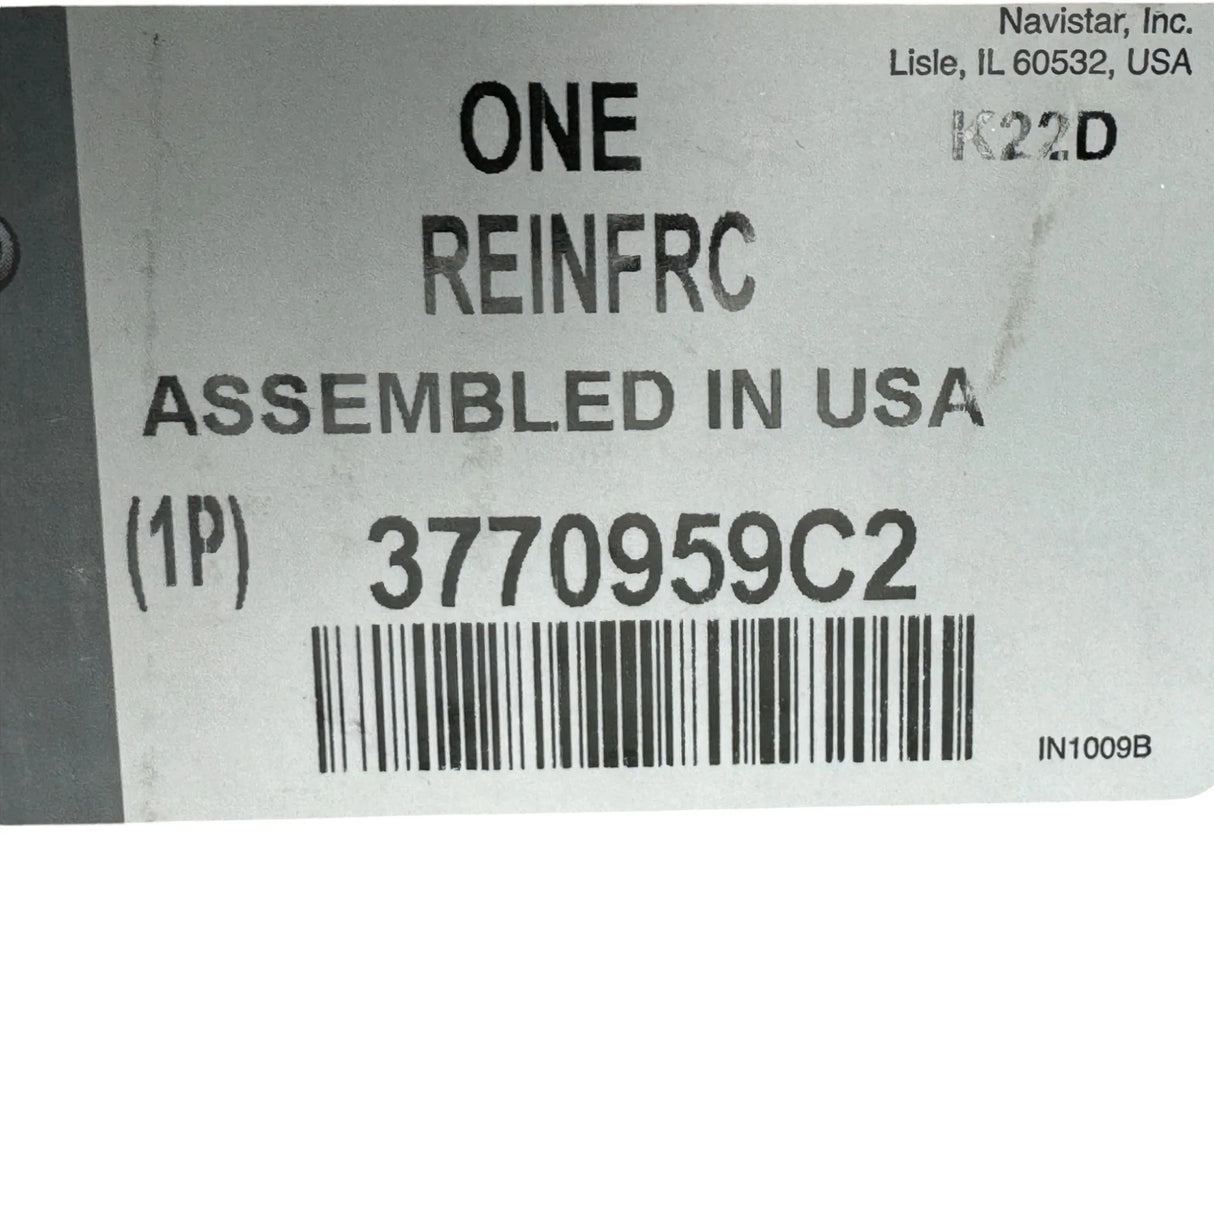 Navistar, Inc.
Lisle, IL 60532, USA
K22D
ONE
REINFRC
ASSEMBLED IN USA
(1P) 3770959C2
IN1009B